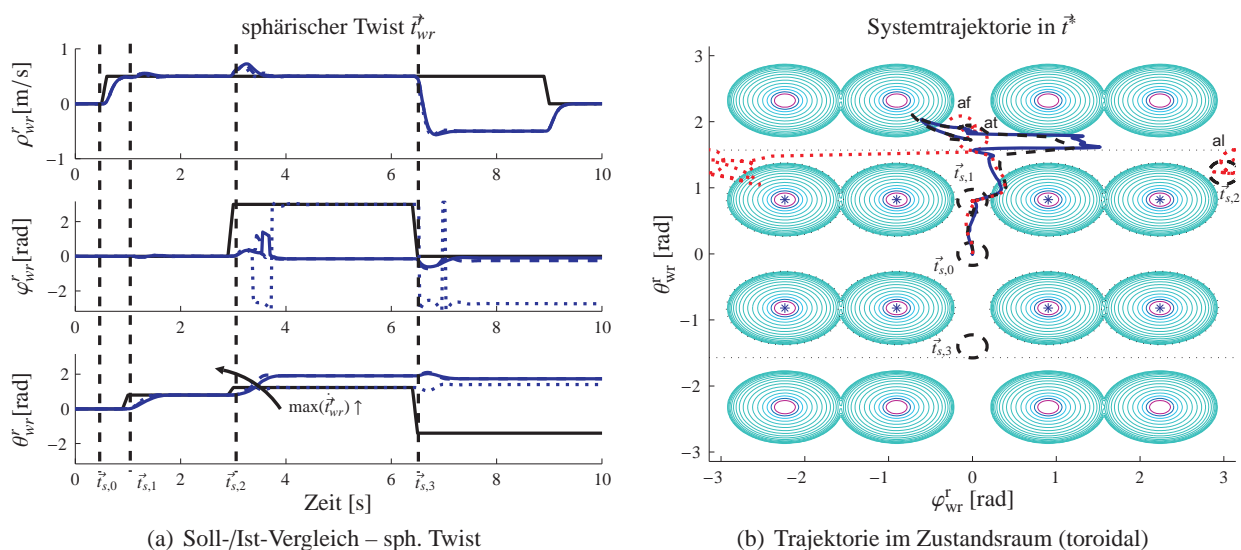 sphärischer Twist t⃗ʳwr
Systemtrajektorie in t⃗*
ρʳwr [m/s]
1
0
−1
0 2 4 6 8 10
φʳwr [rad]
2
0
−2
0 2 4 6 8 10
θʳwr [rad]
2
0
−2
max(ṫ⃗ʳwr) ↑
0 2 4 6 8 10
t⃗s,0 t⃗s,1 t⃗s,2 t⃗s,3
Zeit [s]
(a) Soll-/Ist-Vergleich – sph. Twist
θʳwr [rad]
3
2
1
0
−1
−2
−3
af
at
al
t⃗s,1
t⃗s,2
t⃗s,0
t⃗s,3
−3 −2 −1 0 1 2 3
φʳwr [rad]
(b) Trajektorie im Zustandsraum (toroidal)